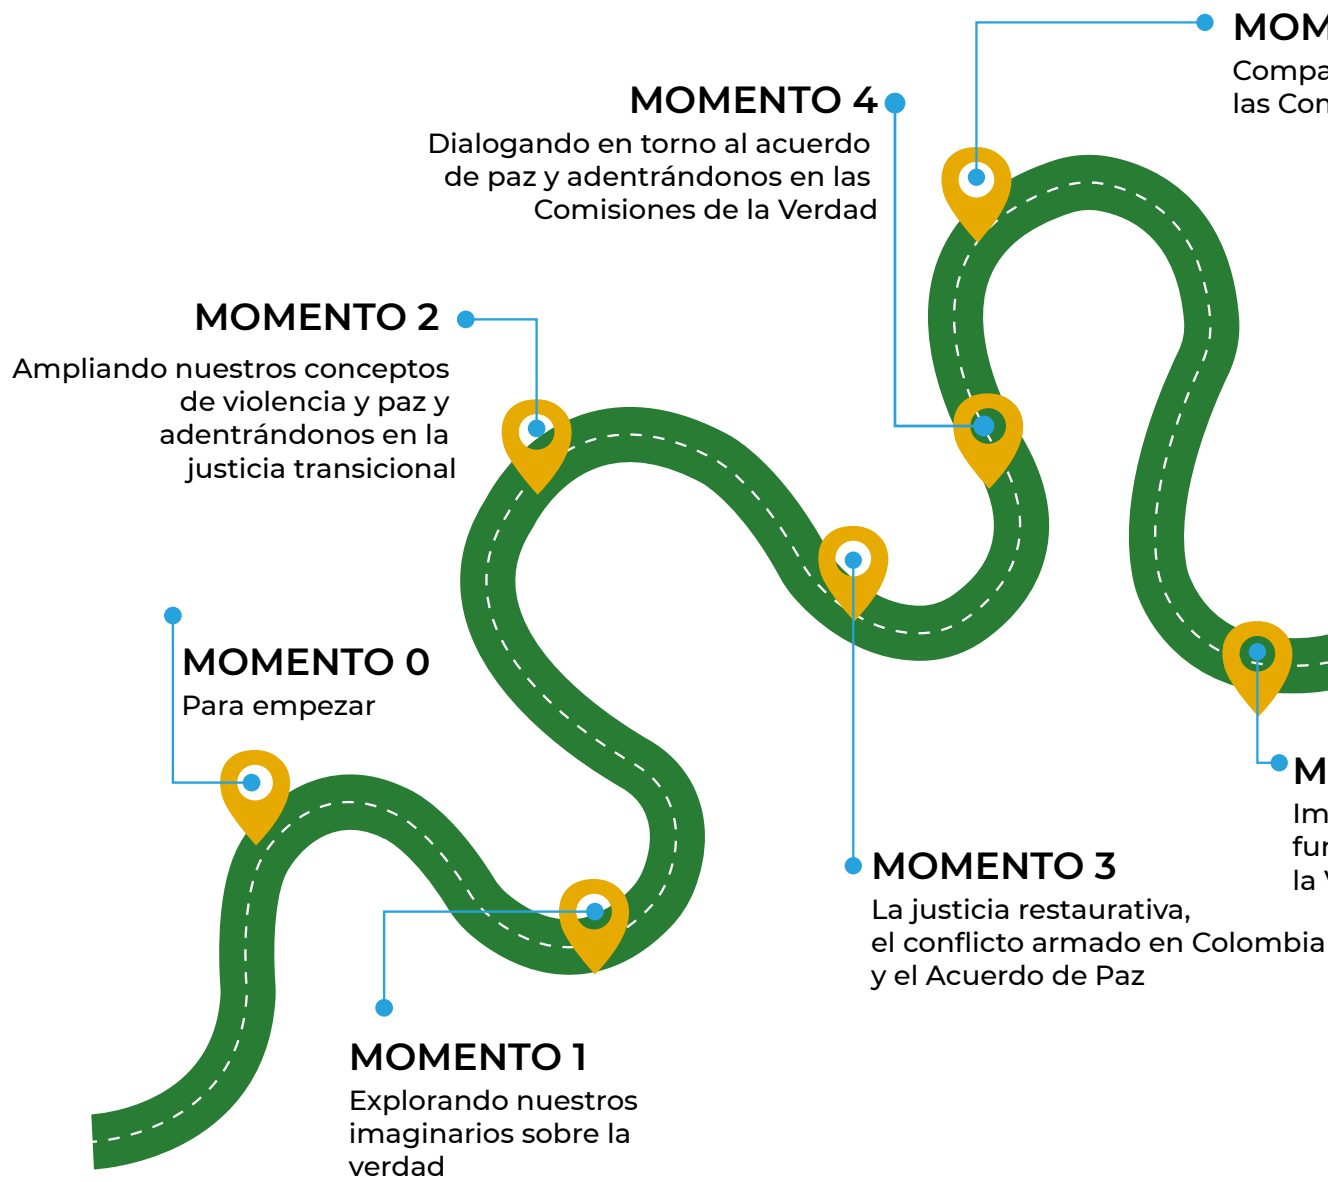 MOMENTO 4
Dialogando en torno al acuerdo
de paz y adentrándonos en las
Comisiones de la Verdad
MOMENTO 2
Ampliando nuestros conceptos
de violencia y paz y
adentrándonos en la
justicia transicional
MOMENTO 0
Para empezar
MOMENTO 3
La justicia restaurativa,
el conflicto armado en Colombia
y el Acuerdo de Paz
MOMENTO 1
Explorando nuestros
imaginarios sobre la
verdad
las
la